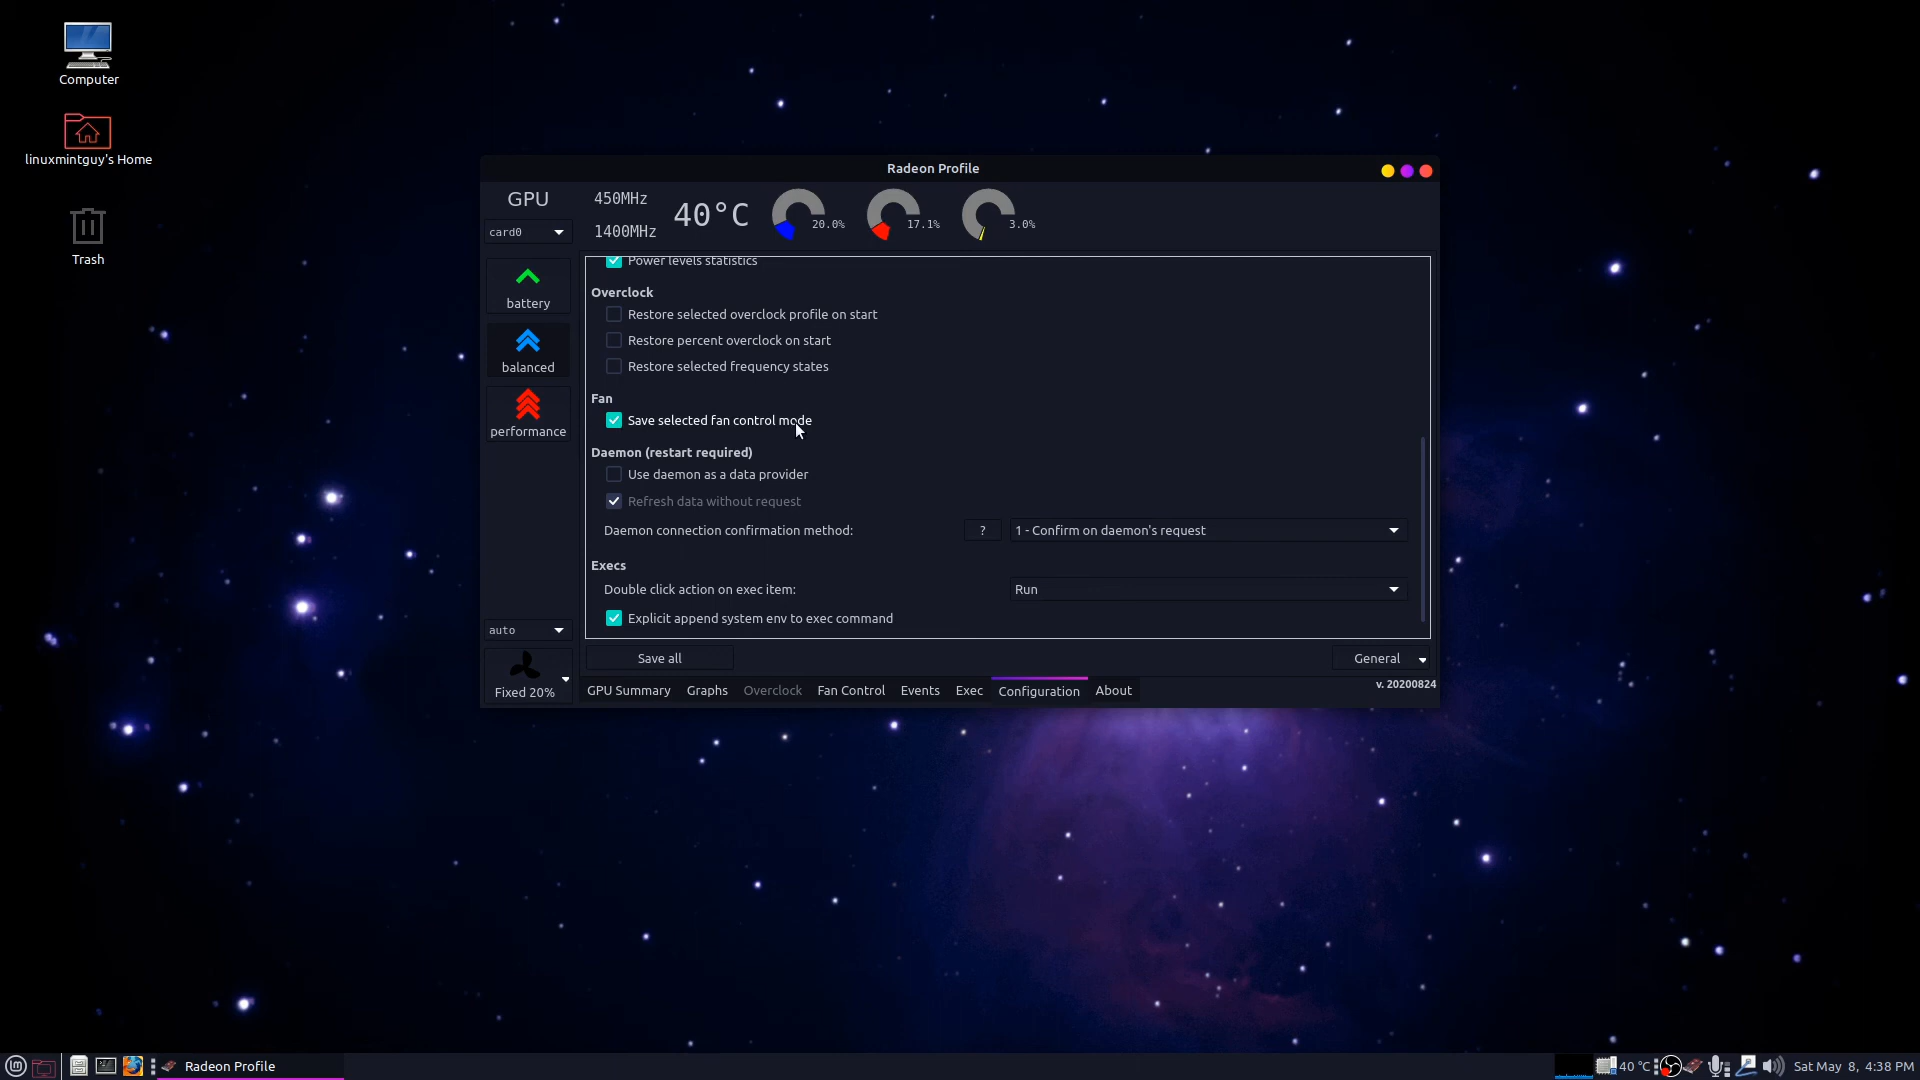 Computer
linuxmintguy's Home
Trash
Radeon Profile
GPU
card0
450MHz
1400MHz
40°C
20.0%
17.1%
3.0%
battery
balanced
performance
auto
Fixed 20%
Power levels statistics
Overclock
Restore selected overclock profile on start
Restore percent overclock on start
Restore selected frequency states
Fan
Save selected fan control mode
Daemon (restart required)
Use daemon as a data provider
Refresh data without request
Daemon connection confirmation method: ? 1 - Confirm on daemon's request
Execs
Double click action on exec item: Run
Explicit append system env to exec command
Save all General
GPU Summary Graphs Overclock Fan Control Events Exec Configuration About v. 20200824
Radeon Profile 40 °C Sat May 8, 4:38 PM